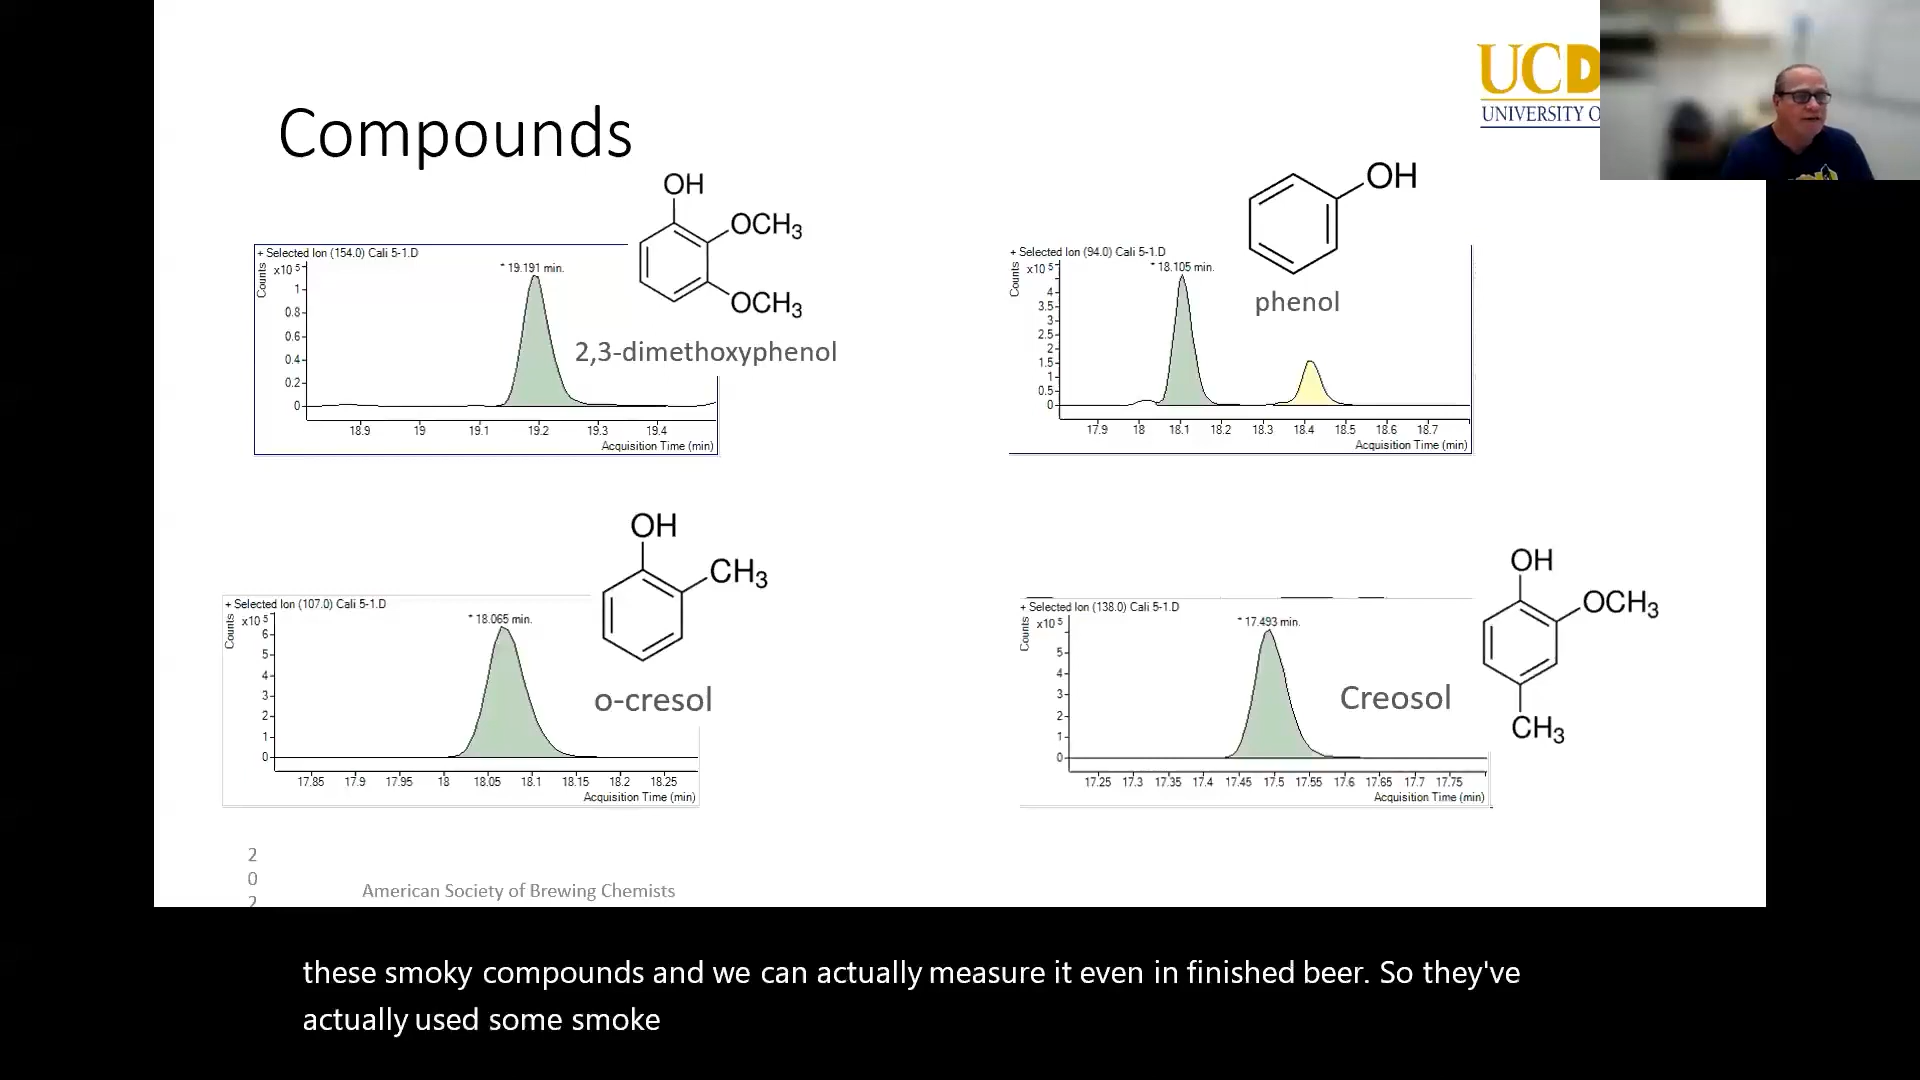 Compounds
UCD
UNIVERSITY O
OH
OCH3
OCH3
2,3-dimethoxyphenol
+ Selected Ion (154.0) Cali 5-1.D
Counts
x10 5
* 19.191 min.
1
0.8
0.6
0.4
0.2
0
18.9 19 19.1 19.2 19.3 19.4
Acquisition Time (min)
OH
phenol
+ Selected Ion (94.0) Cali 5-1.D
Counts
x10 5
* 18.105 min.
4
3.5
3
2.5
2
1.5
1
0.5
0
17.9 18 18.1 18.2 18.3 18.4 18.5 18.6 18.7
Acquisition Time (min)
OH
CH3
o-cresol
+ Selected Ion (107.0) Cali 5-1.D
Counts
x10 5
* 18.065 min.
6
5
4
3
2
1
0
17.85 17.9 17.95 18 18.05 18.1 18.15 18.2 18.25
Acquisition Time (min)
OH
OCH3
CH3
Creosol
+ Selected Ion (138.0) Cali 5-1.D
Counts
x10 5
* 17.493 min.
5
4
3
2
1
0
17.25 17.3 17.35 17.4 17.45 17.5 17.55 17.6 17.65 17.7 17.75
Acquisition Time (min)
2
0
2
American Society of Brewing Chemists
these smoky compounds and we can actually measure it even in finished beer. So they've
actually used some smoke